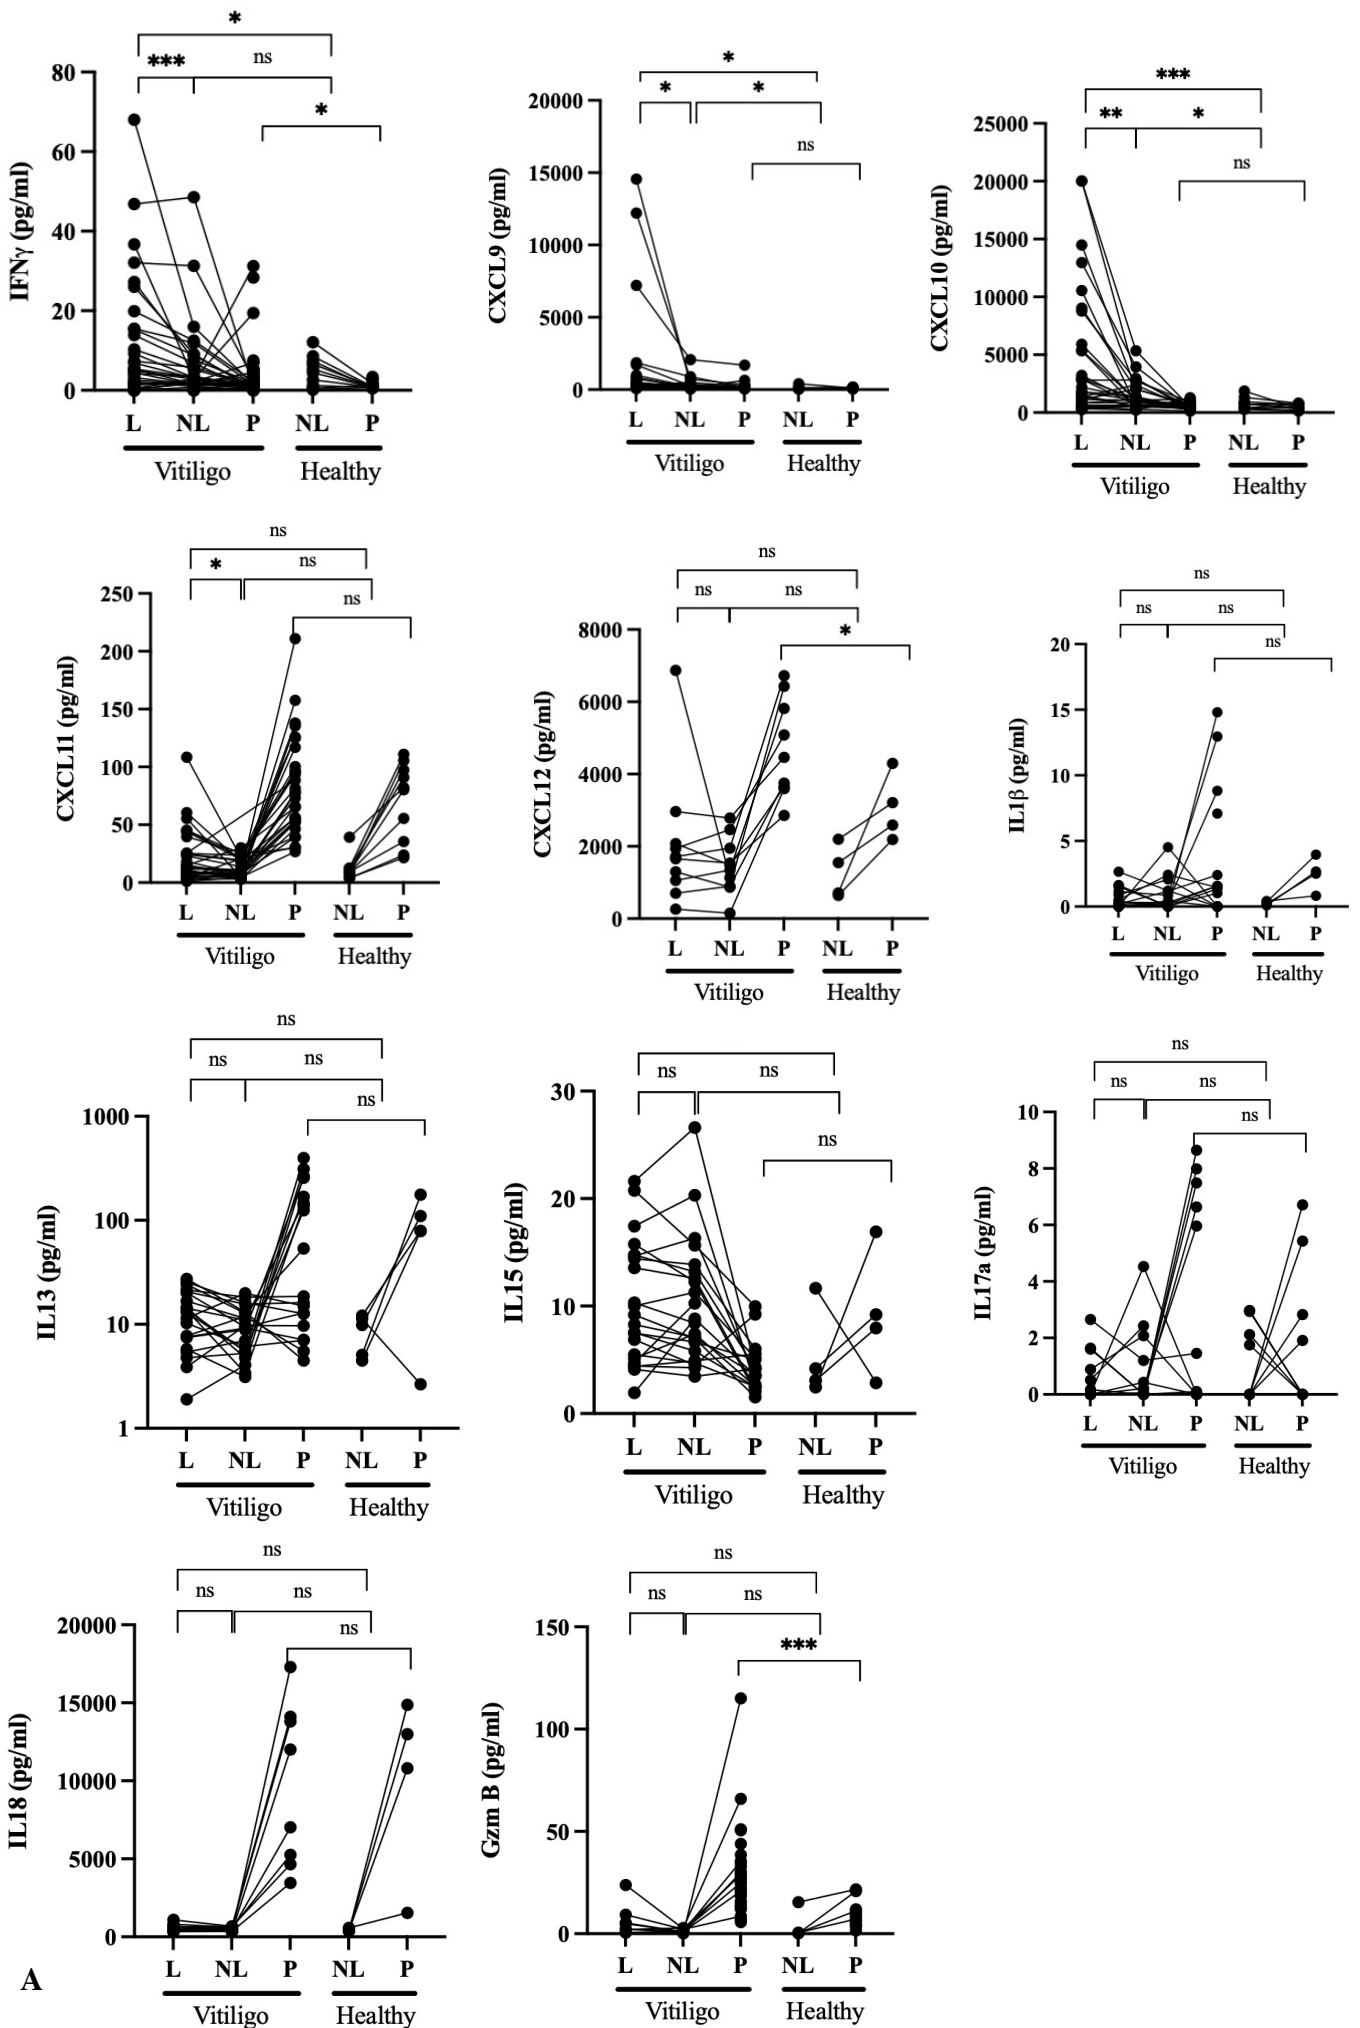 *
*** ns
*
IFNγ (pg/ml)
80
60
40
20
0
L NL P NL P
Vitiligo Healthy
*
* *
ns
CXCL9 (pg/ml)
20000
15000
10000
5000
0
L NL P NL P
Vitiligo Healthy
***
** *
ns
CXCL10 (pg/ml)
25000
20000
15000
10000
5000
0
L NL P NL P
Vitiligo Healthy
ns
* ns
ns
CXCL11 (pg/ml)
250
200
150
100
50
0
L NL P NL P
Vitiligo Healthy
ns
ns ns
*
CXCL12 (pg/ml)
8000
6000
4000
2000
0
L NL P NL P
Vitiligo Healthy
ns
ns ns
ns
IL1β (pg/ml)
20
15
10
5
0
L NL P NL P
Vitiligo Healthy
ns
ns ns
ns
IL13 (pg/ml)
1000
100
10
1
L NL P NL P
Vitiligo Healthy
ns ns
ns
IL15 (pg/ml)
30
20
10
0
L NL P NL P
Vitiligo Healthy
ns
ns ns
ns
IL17a (pg/ml)
10
8
6
4
2
0
L NL P NL P
Vitiligo Healthy
ns
ns ns
ns
IL18 (pg/ml)
20000
15000
10000
5000
0
L NL P NL P
Vitiligo Healthy
ns
ns ns
***
Gzm B (pg/ml)
150
100
50
0
L NL P NL P
Vitiligo Healthy
A